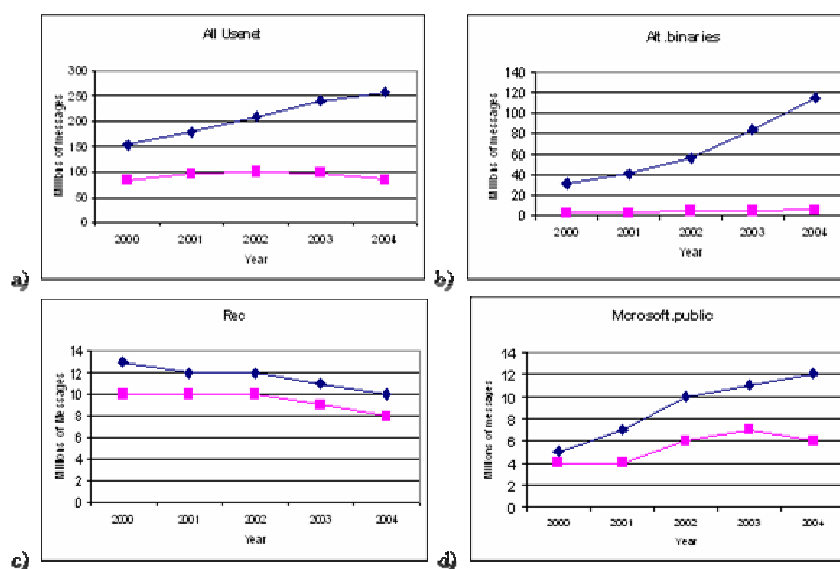 All Usenet
Millions of messages
300
250
200
150
100
50
0
2000 2001 2002 2003 2004
Year
a)
Alt.binaries
Millions of messages
140
120
100
80
60
40
20
0
2000 2001 2002 2003 2004
Year
b)
Rec
Millions of Messages
14
12
10
8
6
4
2
0
2000 2001 2002 2003 2004
Year
c)
Microsoft.public
Millions of messages
14
12
10
8
6
4
2
0
2000 2001 2002 2003 2004
Year
d)